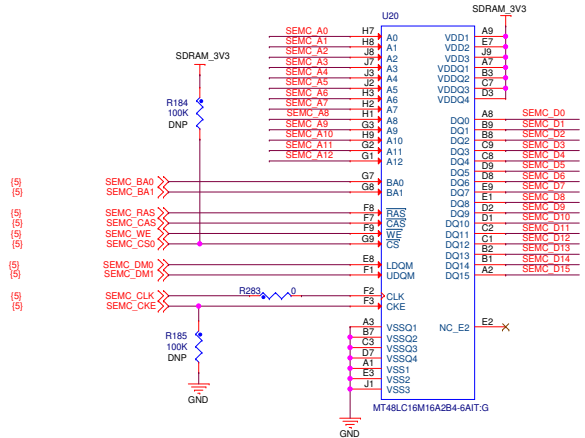 U20
SDRAM_3V3
SEMC_A0 H7 A0 VDD1 A9
SEMC_A1 H8 A1 VDD2 E7
SEMC_A2 J8 A2 VDD3 J9
SEMC_A3 J7 A3 VDDQ1 A7
SEMC_A4 J3 A4 VDDQ2 B3
SEMC_A5 J2 A5 VDDQ3 C7
SEMC_A6 H3 A6 VDDQ4 D3
SEMC_A7 H2 A7
SEMC_A8 H1 A8 DQ0 A8 SEMC_D0
SEMC_A9 G3 A9 DQ1 B9 SEMC_D1
SEMC_A10 H9 A10 DQ2 B8 SEMC_D2
SEMC_A11 G2 A11 DQ3 C9 SEMC_D3
SEMC_A12 G1 A12 DQ4 C8 SEMC_D4
DQ5 D9 SEMC_D5
SDRAM_3V3
R184
100K
DNP
{5} SEMC_BA0 G7 BA0 DQ6 D8 SEMC_D6
{5} SEMC_BA1 G8 BA1 DQ7 E9 SEMC_D7
DQ8 E1 SEMC_D8
{5} SEMC_RAS F8 RAS DQ9 D2 SEMC_D9
{5} SEMC_CAS F7 CAS DQ10 D1 SEMC_D10
{5} SEMC_WE F9 WE DQ11 C2 SEMC_D11
{5} SEMC_CS0 G9 CS DQ12 C1 SEMC_D12
DQ13 B2 SEMC_D13
{5} SEMC_DM0 E8 LDQM DQ14 B1 SEMC_D14
{5} SEMC_DM1 F1 UDQM DQ15 A2 SEMC_D15
{5} SEMC_CLK R283 0 F2 CLK
{5} SEMC_CKE F3 CKE
A3 VSSQ1 NC_E2 E2
B7 VSSQ2
C3 VSSQ3
D7 VSSQ4
A1 VSS1
E3 VSS2
J1 VSS3
R185
100K
DNP
GND
MT48LC16M16A2B4-6AIT:G
GND